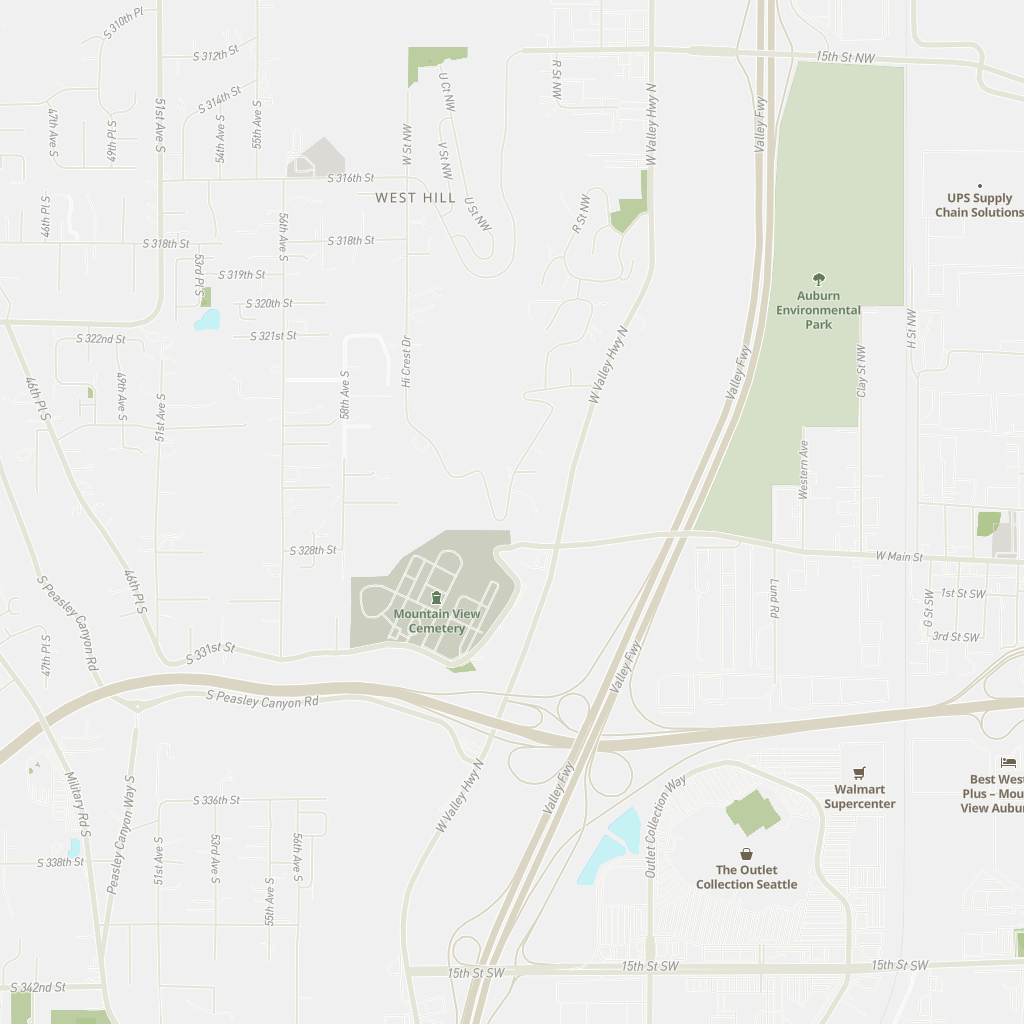 S 310th Pl
S 312th St
15th St NW
R St NW
U Ct NW
S 314th St
47th Ave S
49th Pl S
51st Ave S
54th Ave S
55th Ave S
W St NW
V St NW
W Valley Hwy N
Valley Fwy
S 316th St
WEST HILL
UPS Supply
Chain Solutions
46th Pl S
56th Ave S
U St NW
R St NW
S 318th St
S 318th St
53rd Pl S
S 319th St
Auburn
Environmental
Park
S 320th St
S 321st St
S 322nd St
H St NW
Hi Crest Dr
W Valley Hwy N
Valley Fwy
Clay St NW
46th Pl S
49th Ave S
51st Ave S
58th Ave S
Western Ave
S 328th St
W Main St
46th Pl S
Mountain View
Cemetery
Lund Rd
1st St SW
G St SW
3rd St SW
S Peasley Canyon Rd
47th Pl S
S 331st St
Valley Fwy
S Peasley Canyon Rd
Military Rd S
Peasley Canyon Way S
W Valley Hwy N
Valley Fwy
Outlet Collection Way
Walmart
Supercenter
Best West
Plus – Mou
View Aubur
S 336th St
51st Ave S
53rd Ave S
56th Ave S
S 338th St
55th Ave S
The Outlet
Collection Seattle
15th St SW
15th St SW
15th St SW
S 342nd St